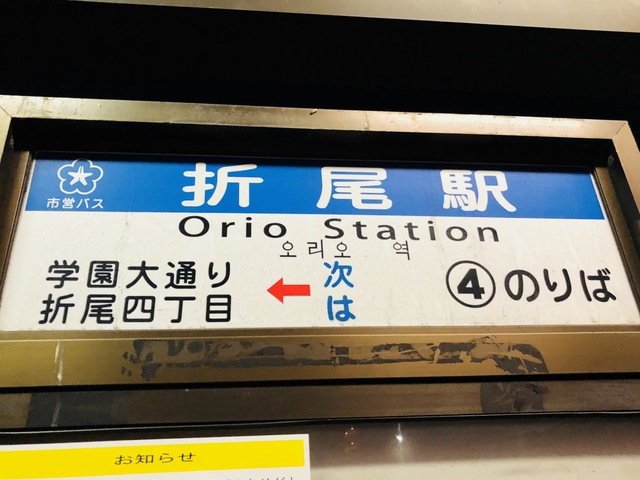 市営バス
折尾駅
Orio Station
오리오 역
学園大通り
折尾四丁目
次は
④のりば
お知らせ